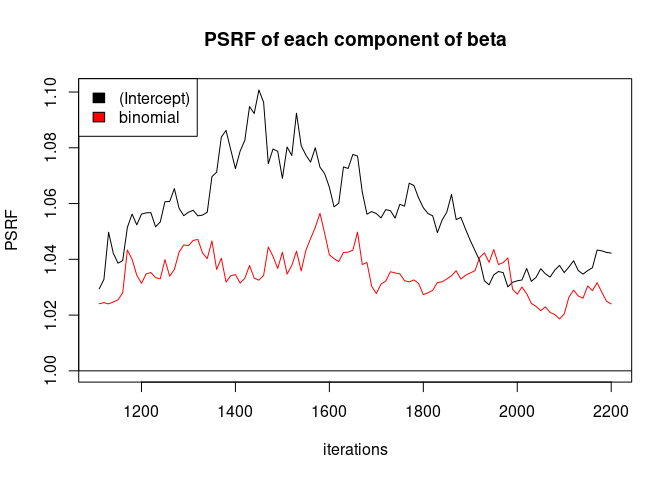 PSRF of each component of beta
(Intercept)
binomial
PSRF
1.10
1.08
1.06
1.04
1.02
1.00
1200 1400 1600 1800 2000 2200
iterations